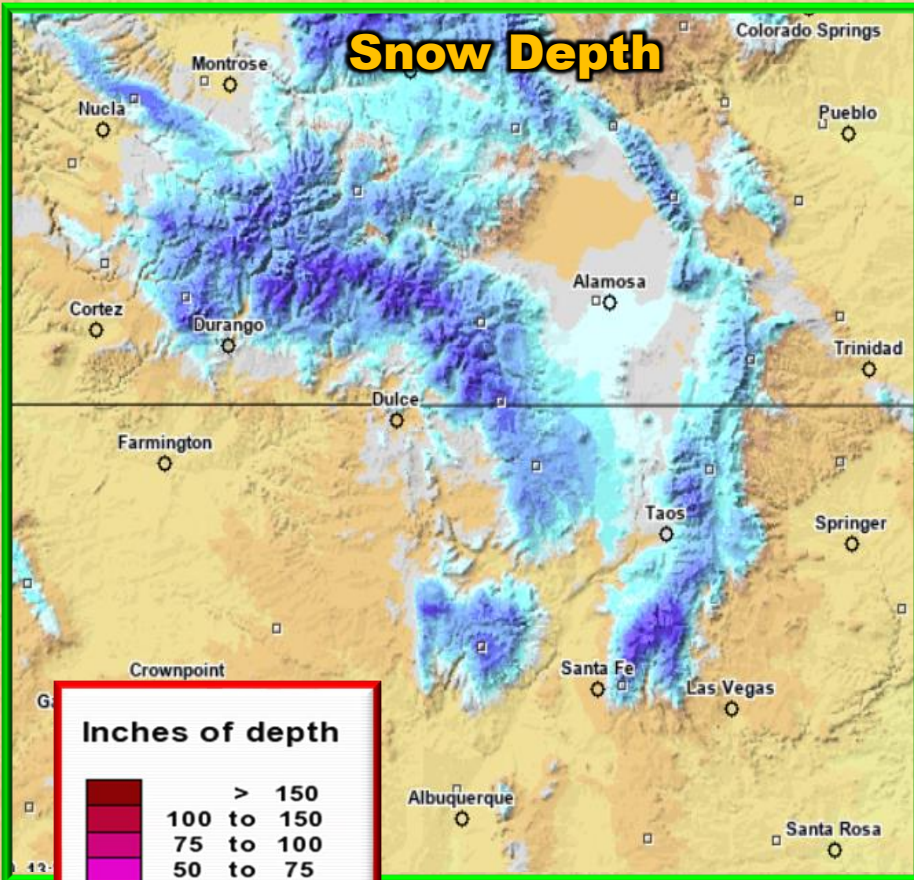 Snow Depth
Colorado Springs
Montrose
Nucla
Pueblo
Alamosa
Cortez
Durango
Trinidad
Dulce
Farmington
Taos
Springer
Crownpoint
Santa Fe
Las Vegas
Ga
Inches of depth
> 150
100 to 150
75 to 100
50 to 75
Albuquerque
Santa Rosa